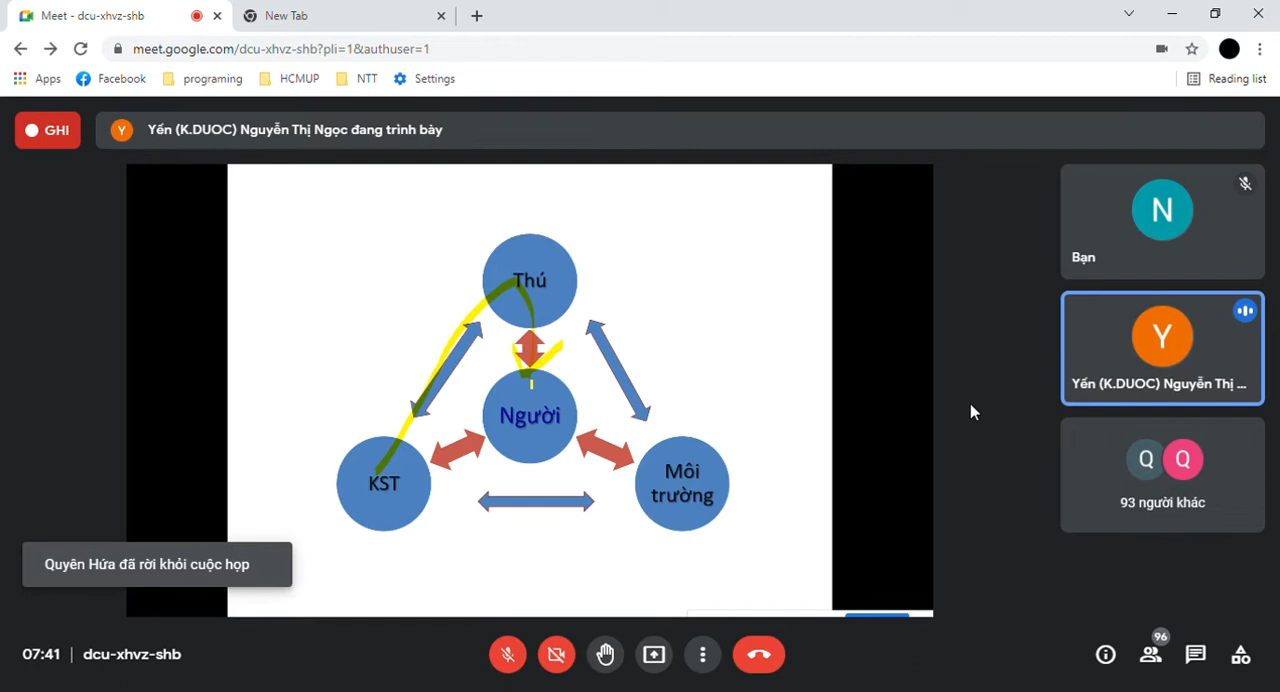 Meet - dcu-xhvz-shb
New Tab
meet.google.com/dcu-xhvz-shb?pli=1&authuser=1
Apps
Facebook
programing
HCMUP
NTT
Settings
Reading list
GHI
Y
Yến (K.DUOC) Nguyễn Thị Ngọc đang trình bày
Thú
Người
KST
Môi
trường
N
Bạn
Y
Yến (K.DUOC) Nguyễn Thị ...
Q Q
93 người khác
Quyên Hứa đã rời khỏi cuộc họp
07:41 | dcu-xhvz-shb
96